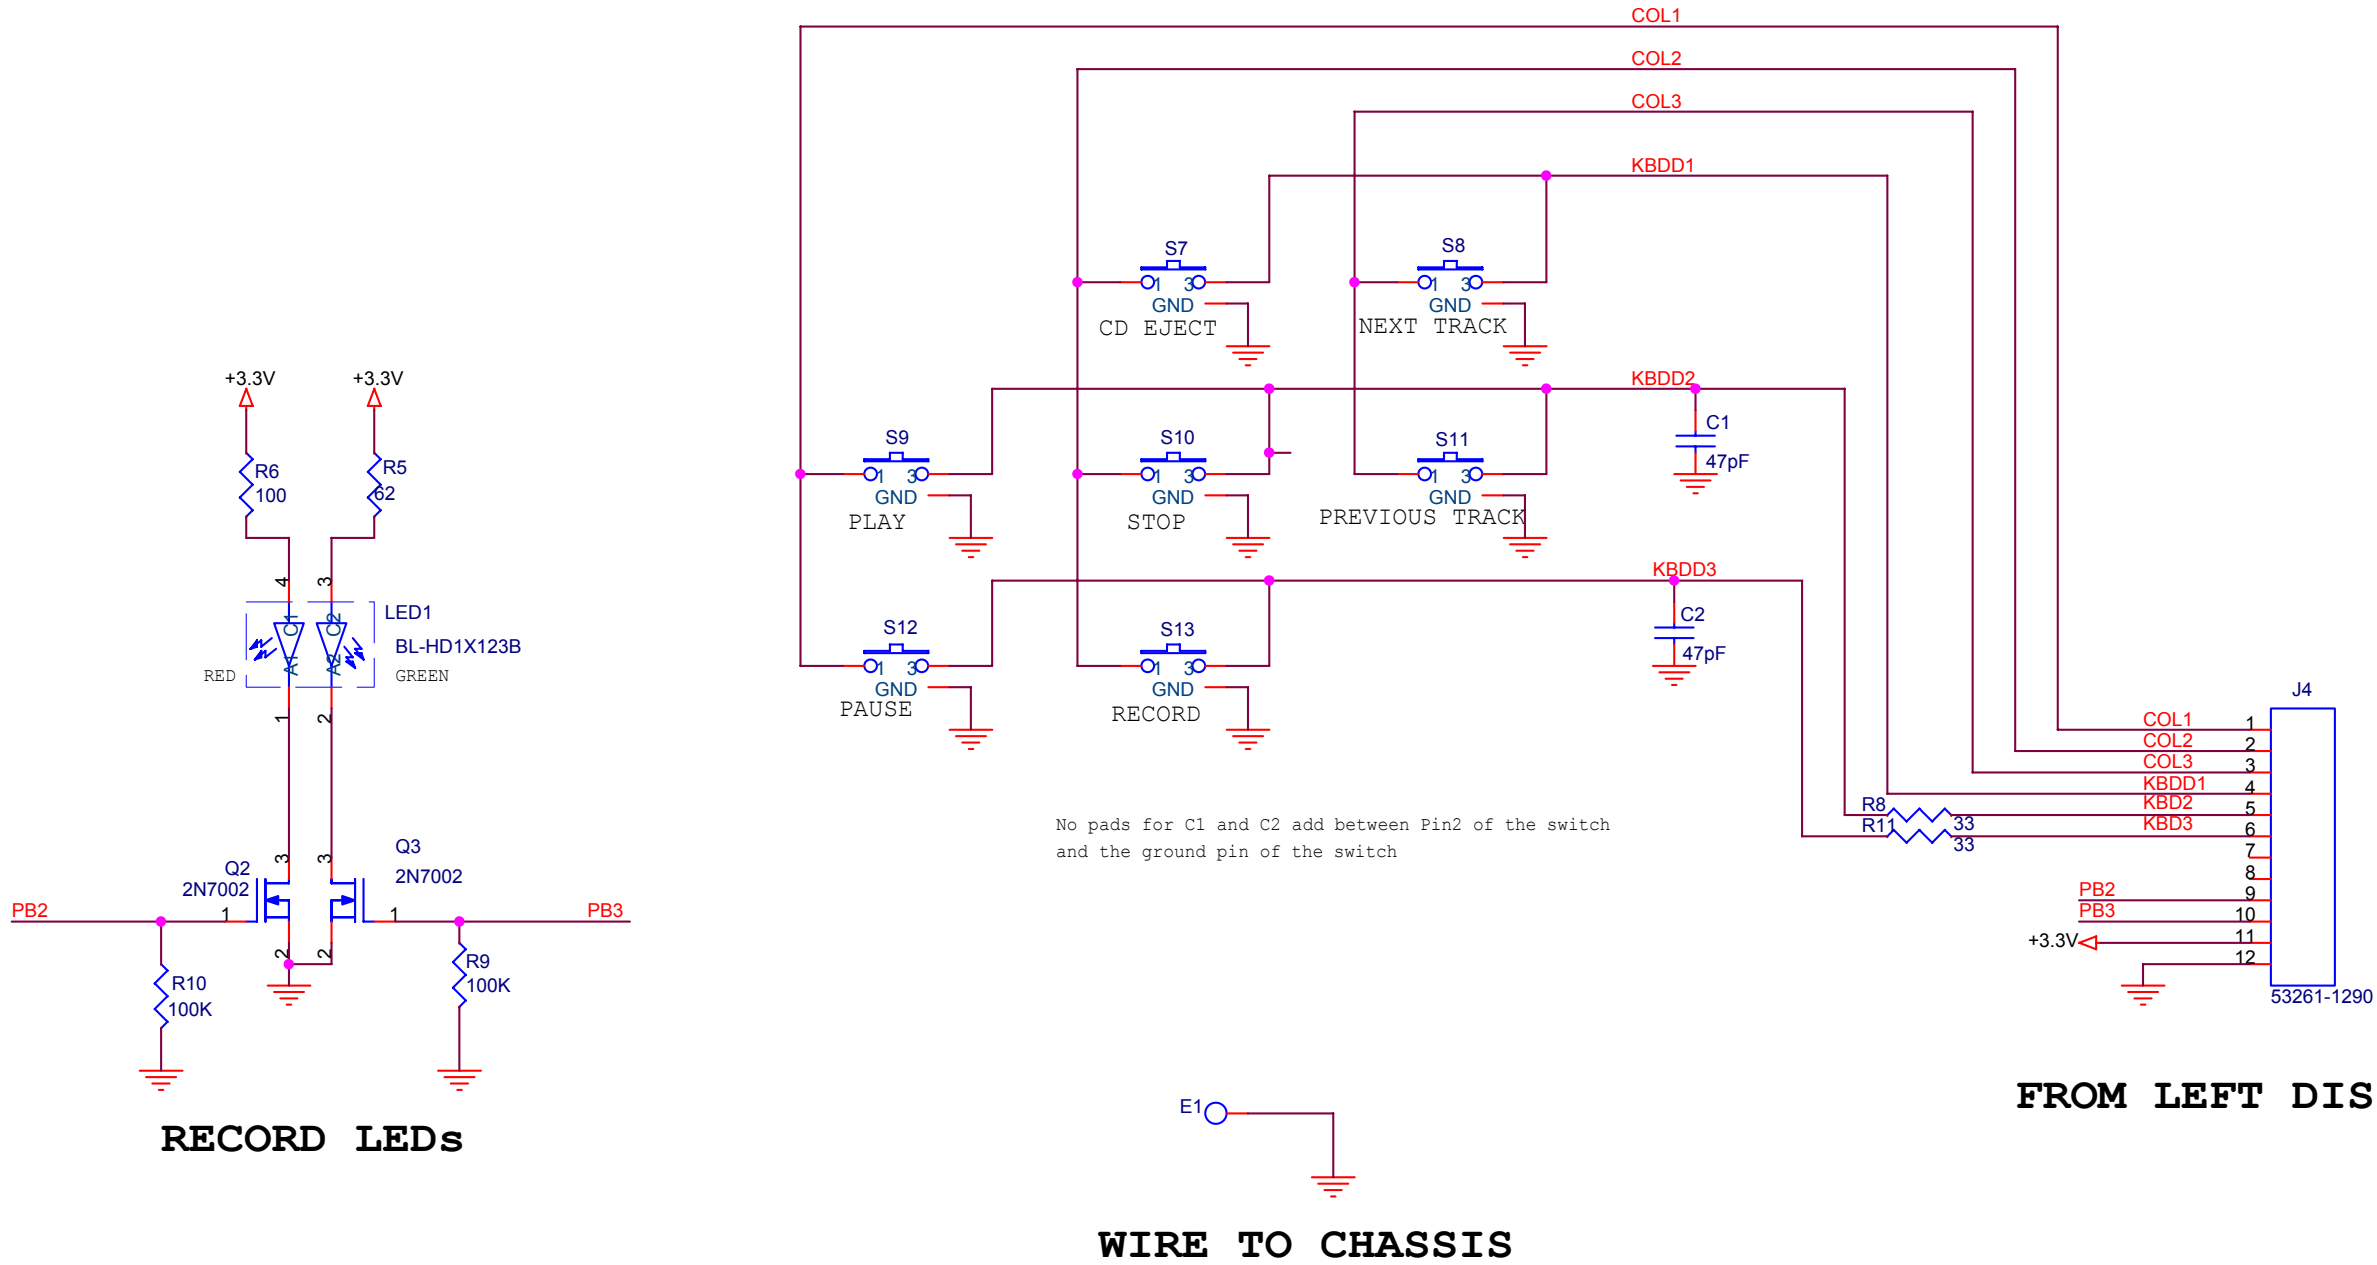 COL1
COL2
COL3
KBDD1
S7
1 3
GND
CD EJECT
S8
1 3
GND
NEXT TRACK
+3.3V
+3.3V
R6
100
R5
62
KBDD2
C1
47pF
S9
1 3
GND
PLAY
S10
1 3
GND
STOP
S11
1 3
GND
PREVIOUS TRACK
KBDD3
C2
47pF
4
3
C1
C2
A1
A2
LED1
BL-HD1X123B
RED
GREEN
1
2
S12
1 3
GND
PAUSE
S13
1 3
GND
RECORD
J4
COL1 1
COL2 2
COL3 3
KBDD1 4
R8 33 KBD2 5
R11 33 KBD3 6
7
8
PB2 9
PB3 10
+3.3V 11
12
53261-1290
No pads for C1 and C2 add between Pin2 of the switch
and the ground pin of the switch
Q2
2N7002
3
3
Q3
2N7002
PB2
1
1
PB3
2
2
R10
100K
R9
100K
RECORD LEDs
FROM LEFT DIS
E1
WIRE TO CHASSIS